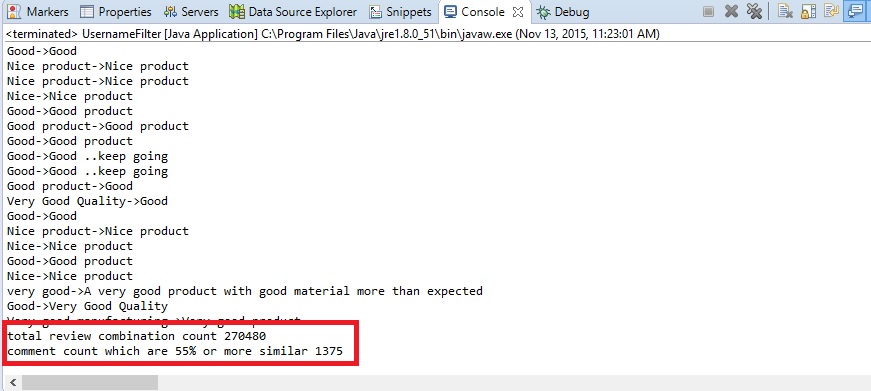 Markers Properties Servers Data Source Explorer Snippets Console Debug
<terminated> UsernameFilter [Java Application] C:\Program Files\Java\jre1.8.0_51\bin\javaw.exe (Nov 13, 2015, 11:23:01 AM)
Good->Good
Nice product->Nice product
Nice product->Nice product
Nice->Nice product
Good->Good product
Good product->Good product
Good->Good product
Good->Good ..keep going
Good->Good ..keep going
Good product->Good
Very Good Quality->Good
Good->Good
Nice product->Nice product
Nice->Nice product
Good->Good product
Nice->Nice product
very good->A very good product with good material more than expected
Good->Very Good Quality
Very good manufacturing->Very good product
total review combination count 270480
comment count which are 55% or more similar 1375